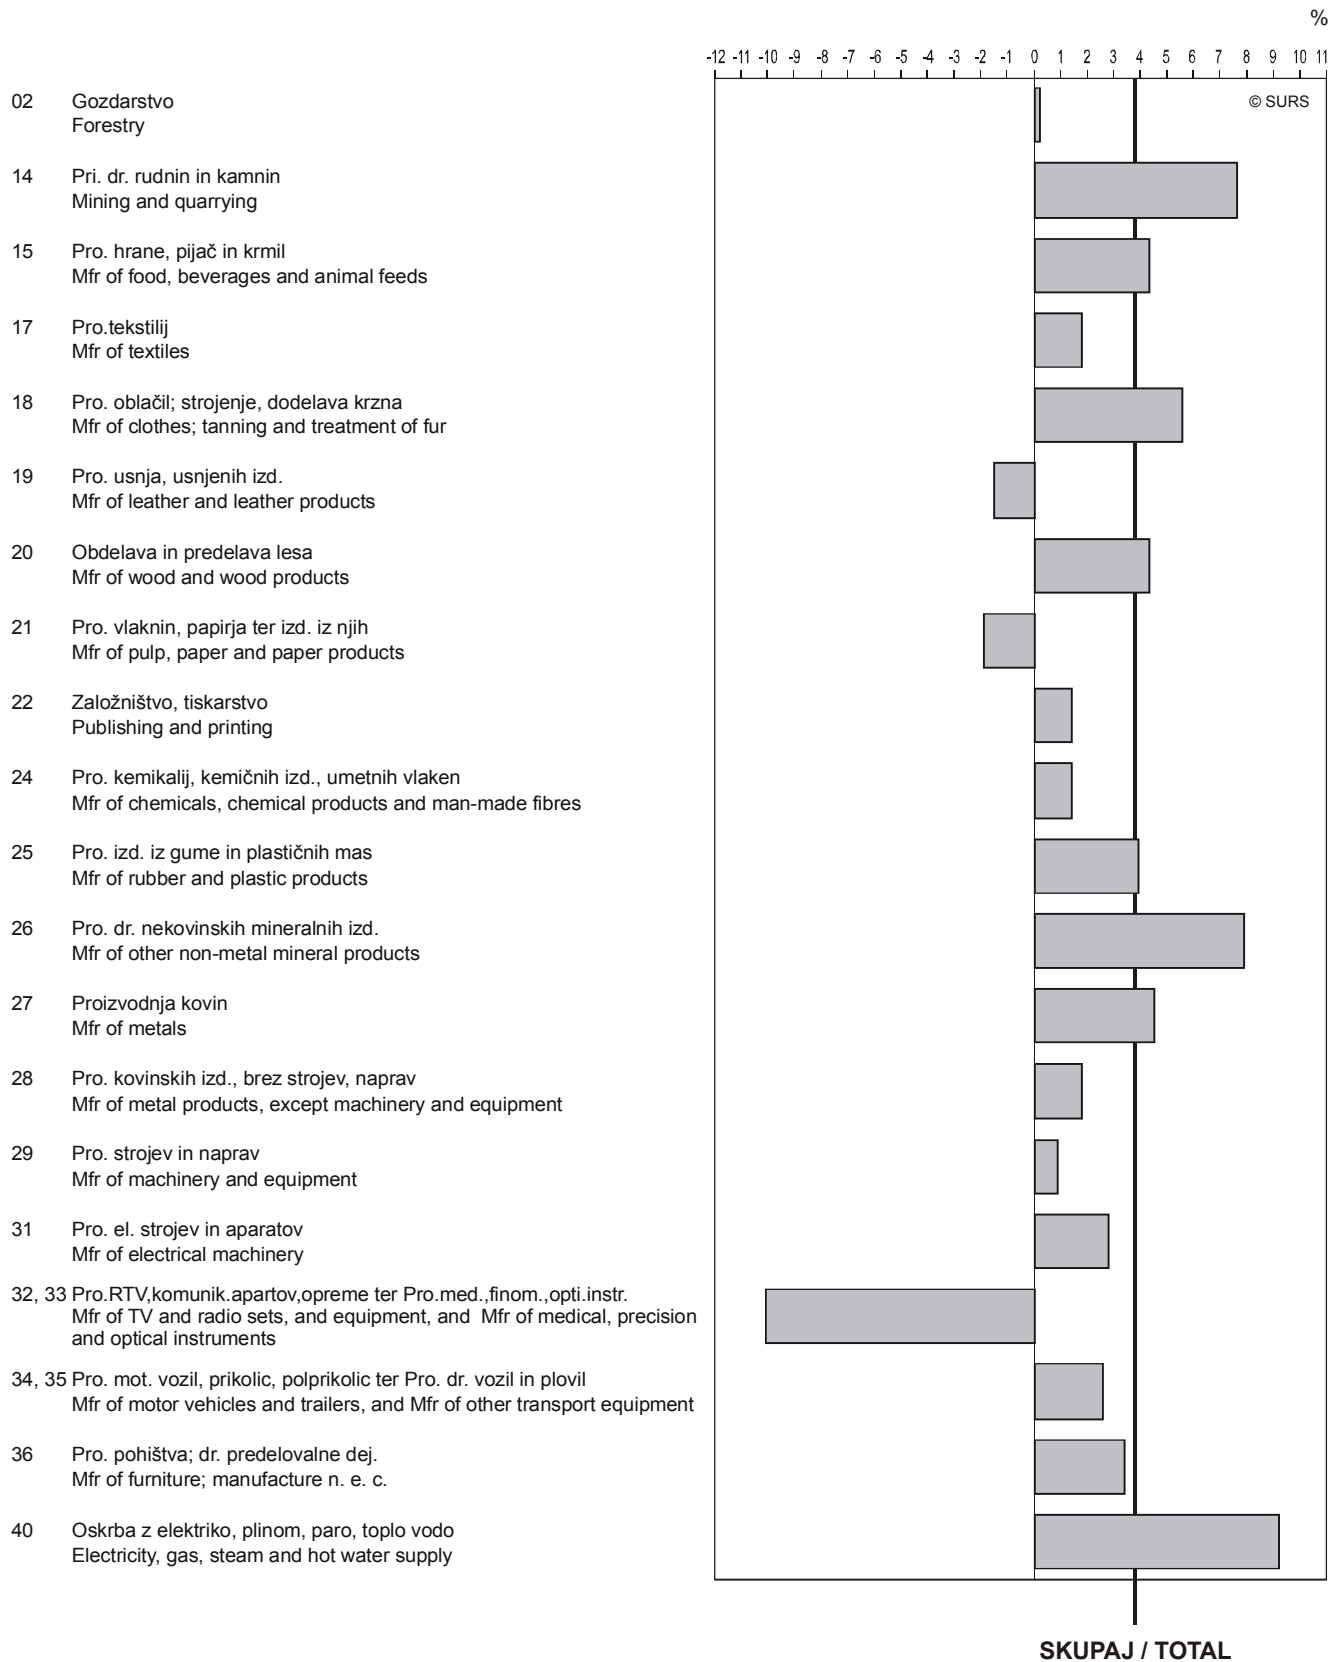 %
-12 -11 -10 -9 -8 -7 -6 -5 -4 -3 -2 -1 0 1 2 3 4 5 6 7 8 9 10 11
© SURS
02 Gozdarstvo
Forestry
14 Pri. dr. rudnin in kamnin
Mining and quarrying
15 Pro. hrane, pijač in krmil
Mfr of food, beverages and animal feeds
17 Pro.tekstilij
Mfr of textiles
18 Pro. oblačil; strojenje, dodelava krzna
Mfr of clothes; tanning and treatment of fur
19 Pro. usnja, usnjenih izd.
Mfr of leather and leather products
20 Obdelava in predelava lesa
Mfr of wood and wood products
21 Pro. vlaknin, papirja ter izd. iz njih
Mfr of pulp, paper and paper products
22 Založništvo, tiskarstvo
Publishing and printing
24 Pro. kemikalij, kemičnih izd., umetnih vlaken
Mfr of chemicals, chemical products and man-made fibres
25 Pro. izd. iz gume in plastičnih mas
Mfr of rubber and plastic products
26 Pro. dr. nekovinskih mineralnih izd.
Mfr of other non-metal mineral products
27 Proizvodnja kovin
Mfr of metals
28 Pro. kovinskih izd., brez strojev, naprav
Mfr of metal products, except machinery and equipment
29 Pro. strojev in naprav
Mfr of machinery and equipment
31 Pro. el. strojev in aparatov
Mfr of electrical machinery
32, 33 Pro.RTV,komunik.apartov,opreme ter Pro.med.,finom.,opti.instr.
Mfr of TV and radio sets, and equipment, and Mfr of medical, precision
and optical instruments
34, 35 Pro. mot. vozil, prikolic, polprikolic ter Pro. dr. vozil in plovil
Mfr of motor vehicles and trailers, and Mfr of other transport equipment
36 Pro. pohištva; dr. predelovalne dej.
Mfr of furniture; manufacture n. e. c.
40 Oskrba z elektriko, plinom, paro, toplo vodo
Electricity, gas, steam and hot water supply
SKUPAJ / TOTAL